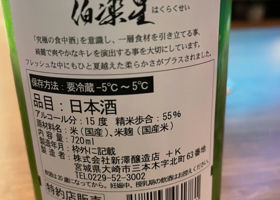 伯楽星
はくらくせい
「究極の食中酒」を意識し、一層食材を引き立てる事、
綺麗で爽やかなキレを演出する事を大切にしています。
フレッシュな中にもひと夏越えた柔らかさがプラスされました。
保存方法:要冷蔵-5℃~5℃
品目:日本酒
アルコール分:15度 精米歩合:55%
原材料名:米(国産)、米麹(国産米)
内容量:720ml
製造年月:枠外に記載
製造者:株式会社新澤醸造店 +K
宮城県大崎市三本木字北町63番地
TEL.0229-52-3002
特約店販売